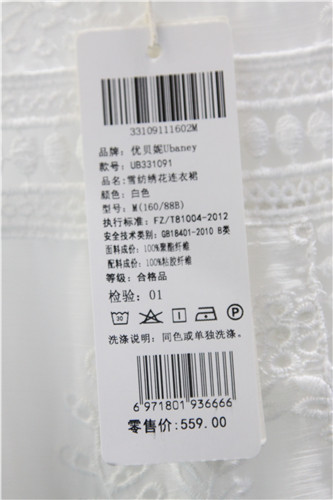 33109111602M
品牌：优贝妮Ubaney
款号：UB331091
品名：雪纺绣花连衣裙
颜色：白色
型号：M(160/88B)
执行标准：FZ/T81004-2012
安全技术类别：GB18401-2010 B类
面料成份：100%聚酯纤维
配料成份：100%粘胶纤维
等级：合格品
检验：01
30
P
洗涤说明：同色或单独洗涤。
6 971801 936666
零售价：559.00